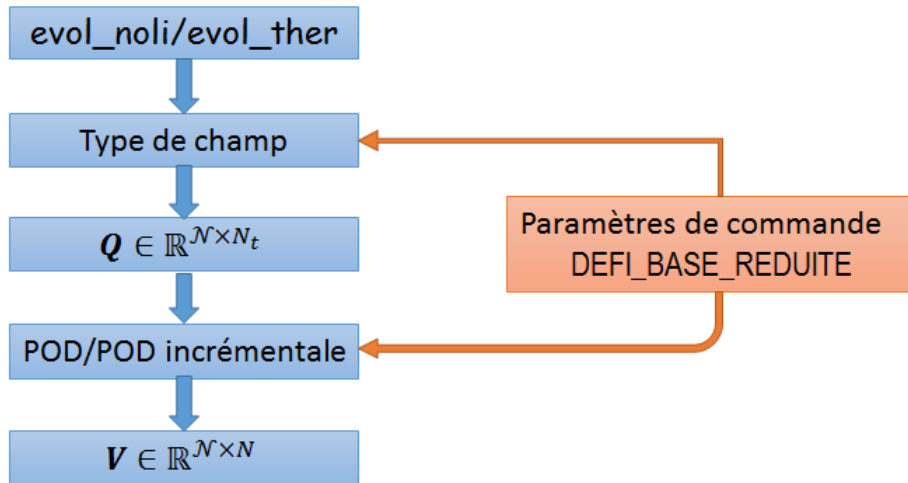 evol_noli/evol_ther
Type de champ
Q ∈ ℝ^{𝒩×N_t}
Paramètres de commande
DEFI_BASE_REDUITE
POD/POD incrémentale
V ∈ ℝ^{𝒩×N}